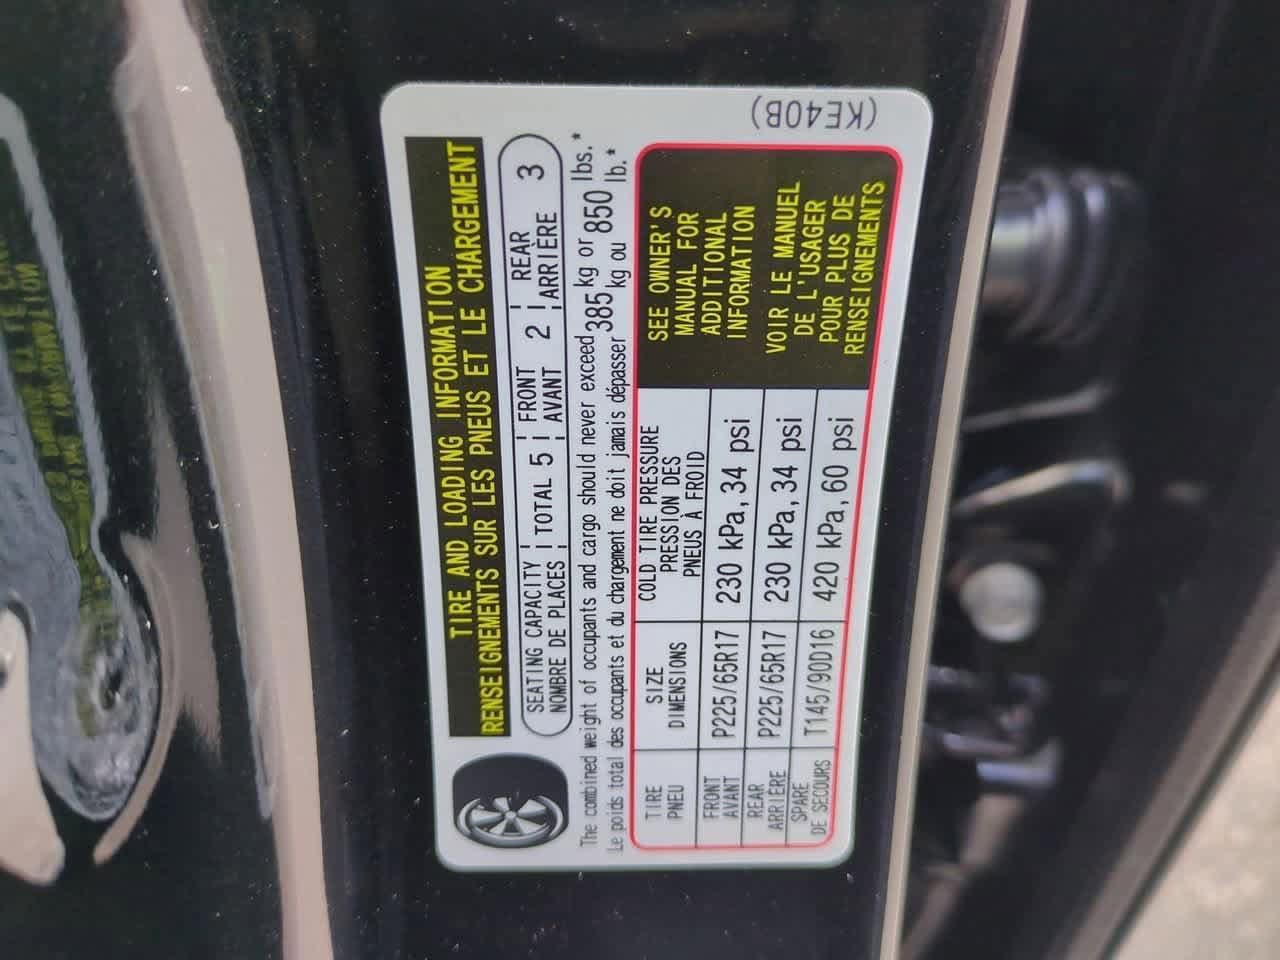 TIRE AND LOADING INFORMATION
RENSEIGNEMENTS SUR LES PNEUS ET LE CHARGEMENT
SEATING CAPACITY TOTAL 5 FRONT 2 REAR 3
NOMBRE DE PLACES AVANT ARRIÈRE
The combined weight of occupants and cargo should never exceed 385 kg or 850 lbs.*
Le poids total des occupants et du chargement ne doit jamais dépasser kg ou lb.*
TIRE SIZE COLD TIRE PRESSURE
PNEU DIMENSIONS PRESSION DES
PNEUS À FROID
FRONT P225/65R17 230 kPa, 34 psi
AVANT
REAR P225/65R17 230 kPa, 34 psi
ARRIÈRE
SPARE T145/90D16 420 kPa, 60 psi
DE SECOURS
SEE OWNER'S
MANUAL FOR
ADDITIONAL
INFORMATION
VOIR LE MANUEL
DE L'USAGER
POUR PLUS DE
RENSEIGNEMENTS
(KE40B)